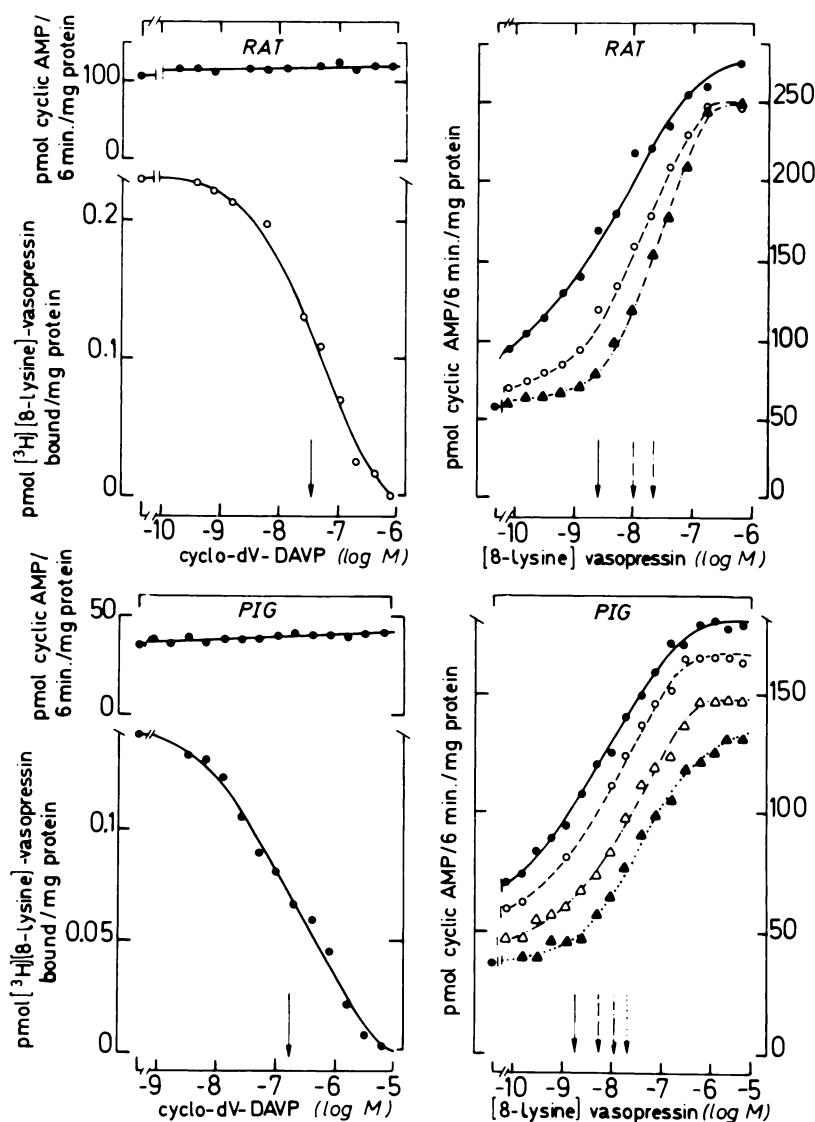 RAT
pmol cyclic AMP/
6 min./mg protein
100
0
pmol [³H][8-lysine]-vasopressin
bound/mg protein
0.2
0.1
0
-10 -9 -8 -7 -6
cyclo-dV-DAVP (log M)
RAT
pmol cyclic AMP/6 min./mg protein
250
200
150
100
50
0
-10 -9 -8 -7 -6
[8-lysine] vasopressin (log M)
PIG
pmol cyclic AMP/
6 min./mg protein
50
0
pmol [³H][8-lysine]-vasopressin
bound/mg protein
0.1
0.05
0
-9 -8 -7 -6 -5
cyclo-dV-DAVP (log M)
PIG
pmol cyclic AMP/6 min./mg protein
150
100
50
0
-10 -9 -8 -7 -6 -5
[8-lysine] vasopressin (log M)